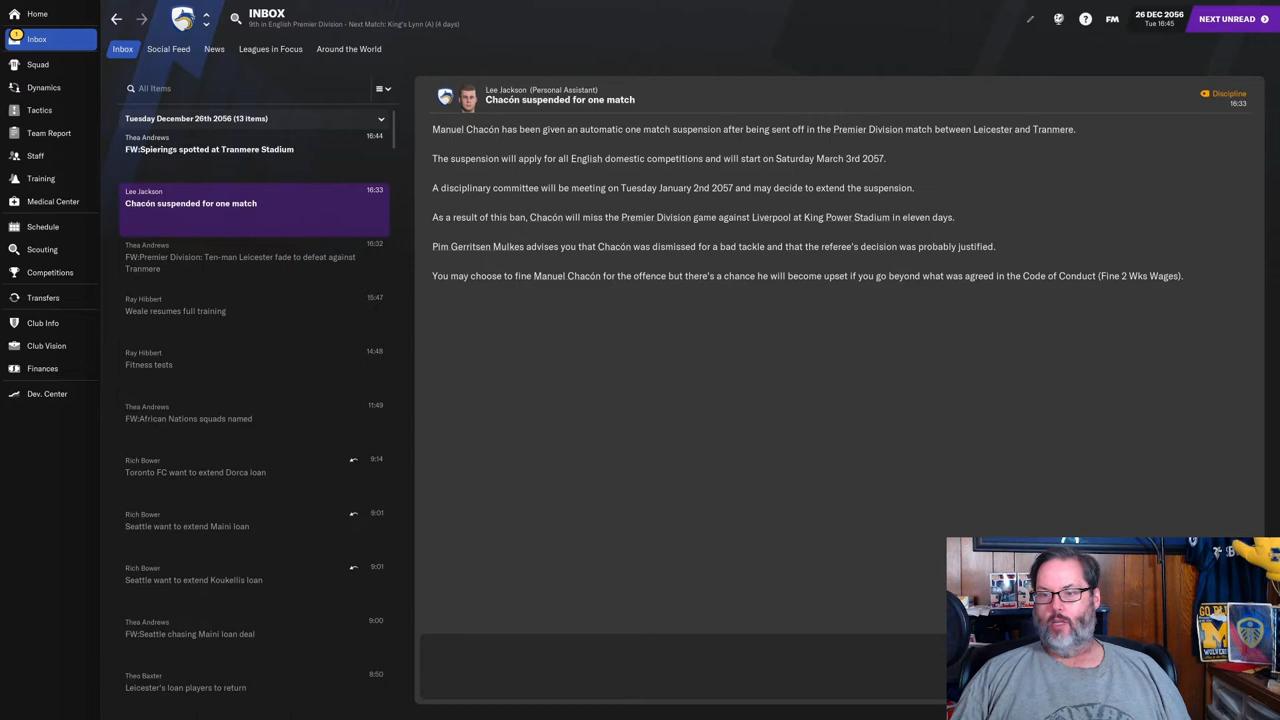 INBOX
9th in English Premier Division - Next Match: King's Lynn (A) (4 days)
FM
26 DEC 2056
Tue 16:45
NEXT UNREAD
Home
Inbox
Squad
Dynamics
Tactics
Team Report
Staff
Training
Medical Center
Schedule
Scouting
Competitions
Transfers
Club Info
Club Vision
Finances
Dev. Center
Inbox
Social Feed
News
Leagues in Focus
Around the World
All Items
Tuesday December 26th 2056 (13 items)
Thea Andrews 16:44
FW:Spierings spotted at Tranmere Stadium
Lee Jackson 16:33
Chacón suspended for one match
Thea Andrews 16:32
FW:Premier Division: Ten-man Leicester fade to defeat against
Tranmere
Ray Hibbert 15:47
Weale resumes full training
Ray Hibbert 14:48
Fitness tests
Thea Andrews 11:49
FW:African Nations squads named
Rich Bower 9:14
Toronto FC want to extend Dorca loan
Rich Bower 9:01
Seattle want to extend Maini loan
Rich Bower 9:01
Seattle want to extend Koukellis loan
Thea Andrews 9:00
FW:Seattle chasing Maini loan deal
Theo Baxter 8:50
Leicester's loan players to return
Lee Jackson (Personal Assistant)
Chacón suspended for one match
Discipline
16:33
Manuel Chacón has been given an automatic one match suspension after being sent off in the Premier Division match between Leicester and Tranmere.
The suspension will apply for all English domestic competitions and will start on Saturday March 3rd 2057.
A disciplinary committee will be meeting on Tuesday January 2nd 2057 and may decide to extend the suspension.
As a result of this ban, Chacón will miss the Premier Division game against Liverpool at King Power Stadium in eleven days.
Pim Gerritsen Mulkes advises you that Chacón was dismissed for a bad tackle and that the referee's decision was probably justified.
You may choose to fine Manuel Chacón for the offence but there's a chance he will become upset if you go beyond what was agreed in the Code of Conduct (Fine 2 Wks Wages).
GO BLUE
M
WOLVERINES